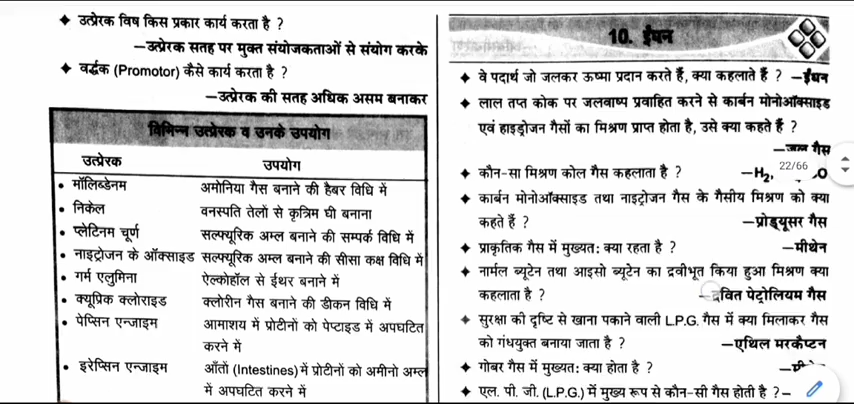 उत्प्रेरक विष किस प्रकार कार्य करता है ?
—उत्प्रेरक सतह पर मुक्त संयोजकताओं से संयोग करके
वर्द्धक (Promotor) कैसे कार्य करता है ?
—उत्प्रेरक की सतह अधिक असम बनाकर
विभिन्न उत्प्रेरक व उनके उपयोग
उत्प्रेरक उपयोग
मॉलिब्डेनम अमोनिया गैस बनाने की हैबर विधि में
निकेल वनस्पति तेलों से कृत्रिम घी बनाना
प्लेटिनम चूर्ण सल्फ्यूरिक अम्ल बनाने की सम्पर्क विधि में
नाइट्रोजन के ऑक्साइड सल्फ्यूरिक अम्ल बनाने की सीसा कक्ष विधि में
गर्म एलुमिना ऐल्कोहॉल से ईथर बनाने में
क्यूप्रिक क्लोराइड क्लोरीन गैस बनाने की डीकन विधि में
पेप्सिन एन्जाइम आमाशय में प्रोटीनों को पेप्टाइड में अपघटित
करने में
इरेप्सिन एन्जाइम आँतों (Intestines) में प्रोटीनों को अमीनो अम्ल
में अपघटित करने में
10. ईंधन
वे पदार्थ जो जलकर ऊष्मा प्रदान करते हैं, क्या कहलाते हैं ? —ईंधन
लाल तप्त कोक पर जलवाष्प प्रवाहित करने से कार्बन मोनोऑक्साइड
एवं हाइड्रोजन गैसों का मिश्रण प्राप्त होता है, उसे क्या कहते हैं ?
—जल गैस
कौन-सा मिश्रण कोल गैस कहलाता है ? —H₂,
22/66
कार्बन मोनोऑक्साइड तथा नाइट्रोजन गैस के गैसीय मिश्रण को क्या
कहते हैं ? —प्रोड्यूसर गैस
प्राकृतिक गैस में मुख्यत: क्या रहता है ? —मीथेन
नार्मल ब्यूटेन तथा आइसो ब्यूटेन का द्रवीभूत किया हुआ मिश्रण क्या
कहलाता है ? —द्रवित पेट्रोलियम गैस
सुरक्षा की दृष्टि से खाना पकाने वाली L.P.G. गैस में क्या मिलाकर गैस
को गंधयुक्त बनाया जाता है ? —एथिल मरकैप्टन
गोबर गैस में मुख्यत: क्या होता है ?
एल. पी. जी. (L.P.G.) में मुख्य रूप से कौन-सी गैस होती है ? —